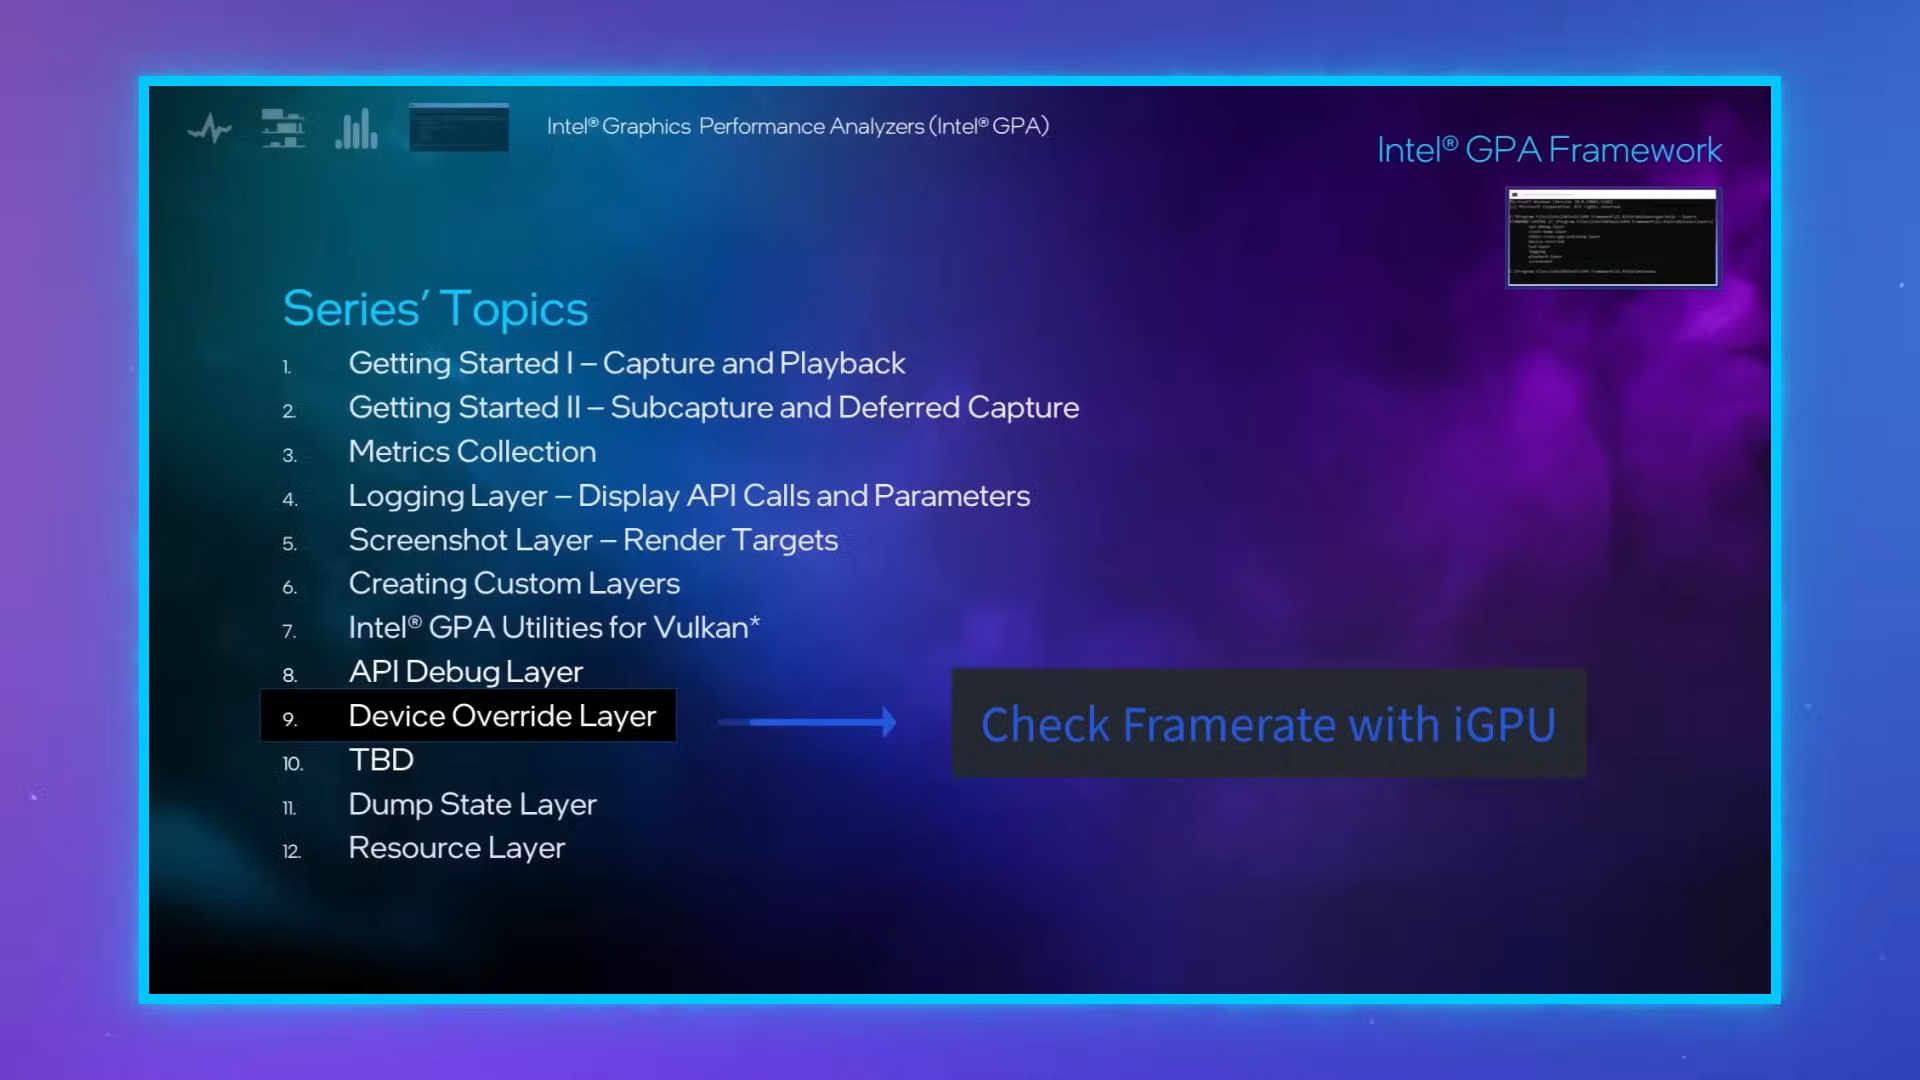 Intel® Graphics Performance Analyzers (Intel® GPA)
Intel® GPA Framework
Series’ Topics
1. Getting Started I – Capture and Playback
2. Getting Started II – Subcapture and Deferred Capture
3. Metrics Collection
4. Logging Layer – Display API Calls and Parameters
5. Screenshot Layer – Render Targets
6. Creating Custom Layers
7. Intel® GPA Utilities for Vulkan*
8. API Debug Layer
9. Device Override Layer
Check Framerate with iGPU
10. TBD
11. Dump State Layer
12. Resource Layer